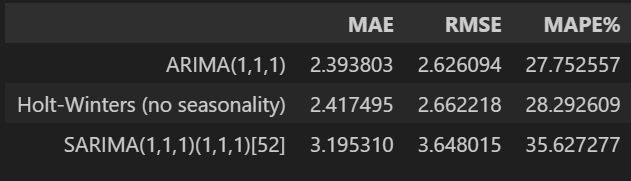 MAE RMSE MAPE%
ARIMA(1,1,1) 2.393803 2.626094 27.752557
Holt-Winters (no seasonality) 2.417495 2.662218 28.292609
SARIMA(1,1,1)(1,1,1)[52] 3.195310 3.648015 35.627277